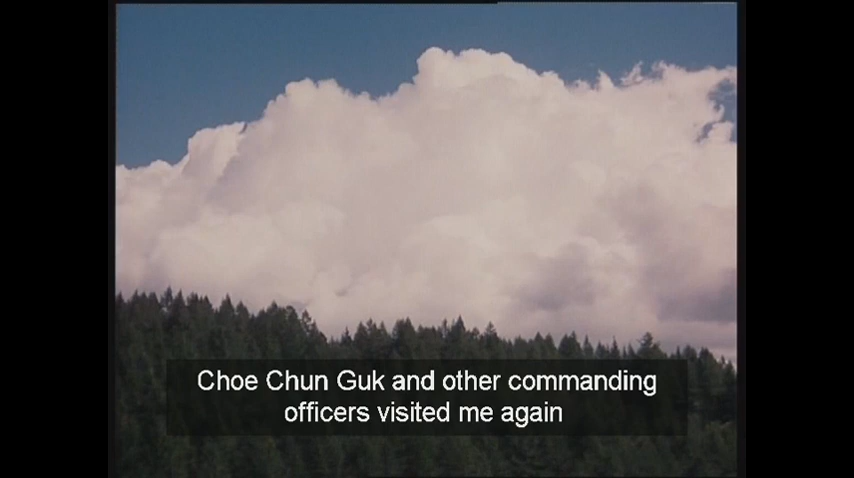 Choe Chun Guk and other commanding
officers visited me again